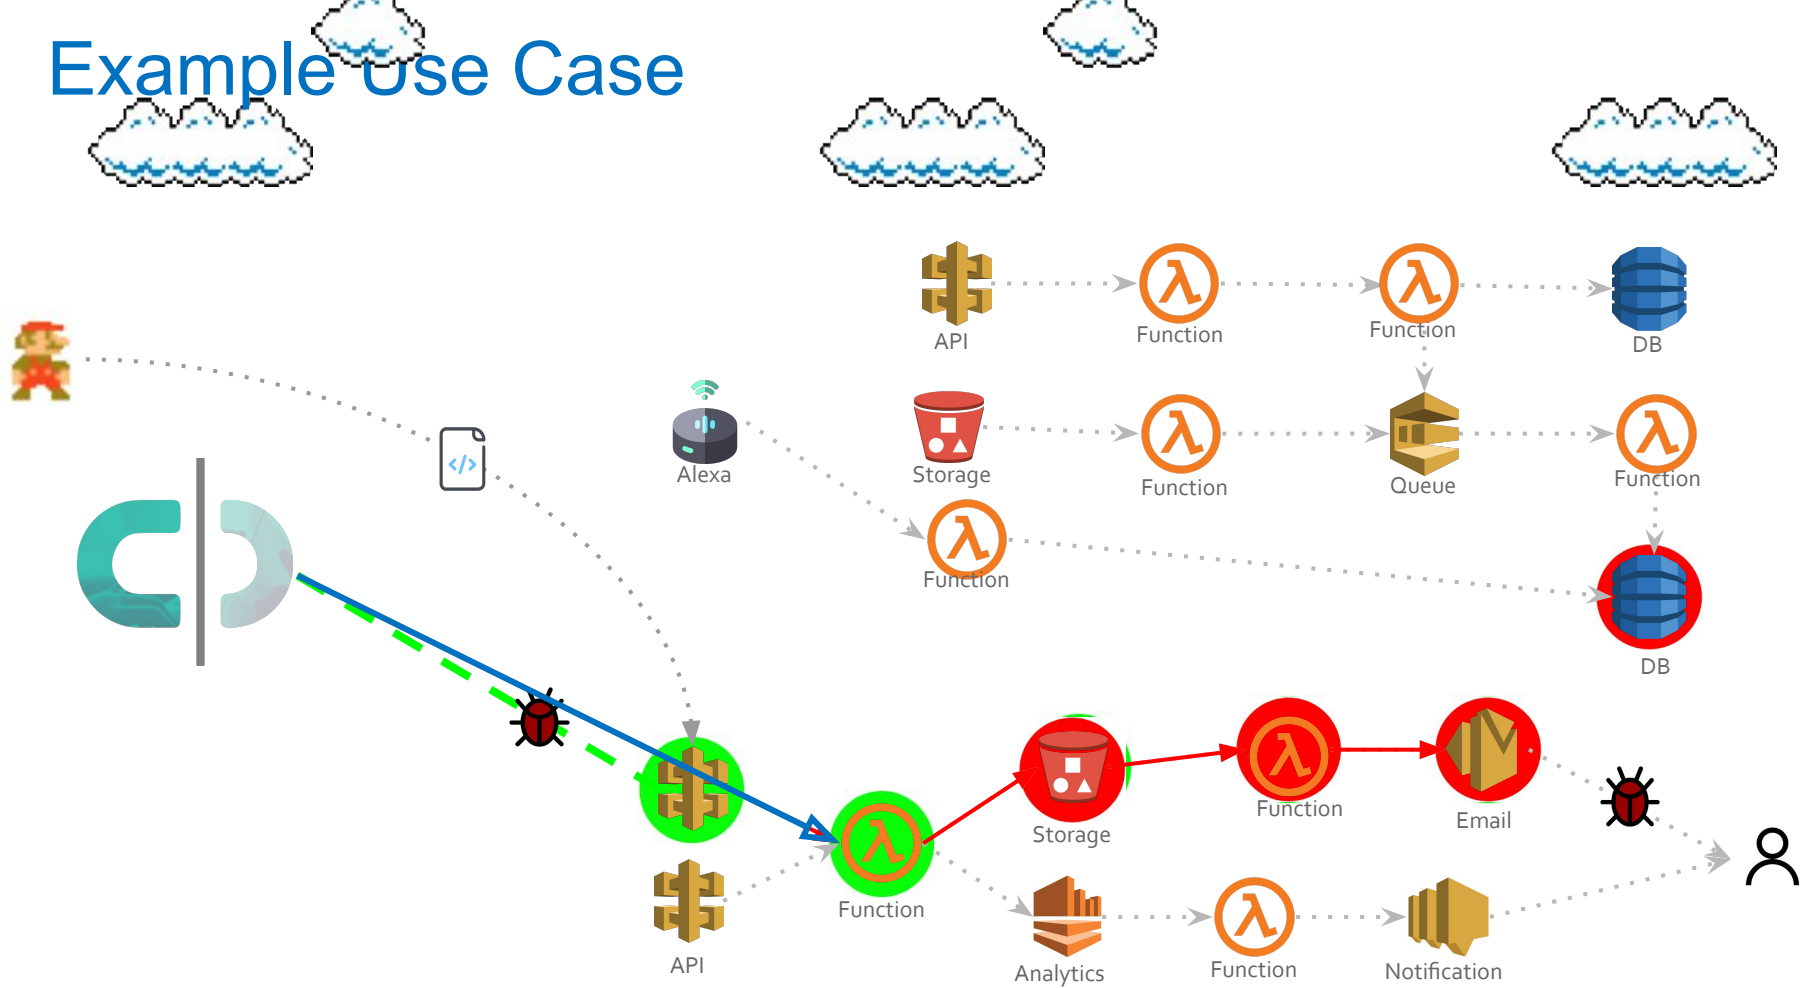 Example Use Case
API
Function
Function
DB
Alexa
Storage
Function
Queue
Function
Function
DB
Storage
Function
Email
Function
API
Analytics
Function
Notification